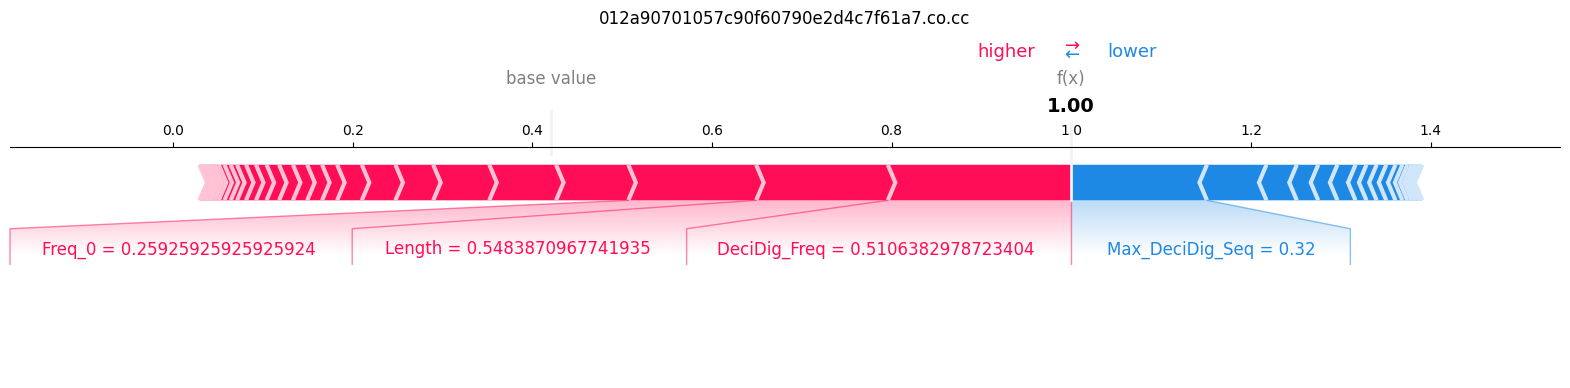 012a90701057c90f60790e2d4c7f61a7.co.cc
higher ⇄ lower
base value f(x)
1.00
0.0 0.2 0.4 0.6 0.8 1.0 1.2 1.4
Freq_0 = 0.25925925925925924 Length = 0.5483870967741935 DeciDig_Freq = 0.5106382978723404 Max_DeciDig_Seq = 0.32